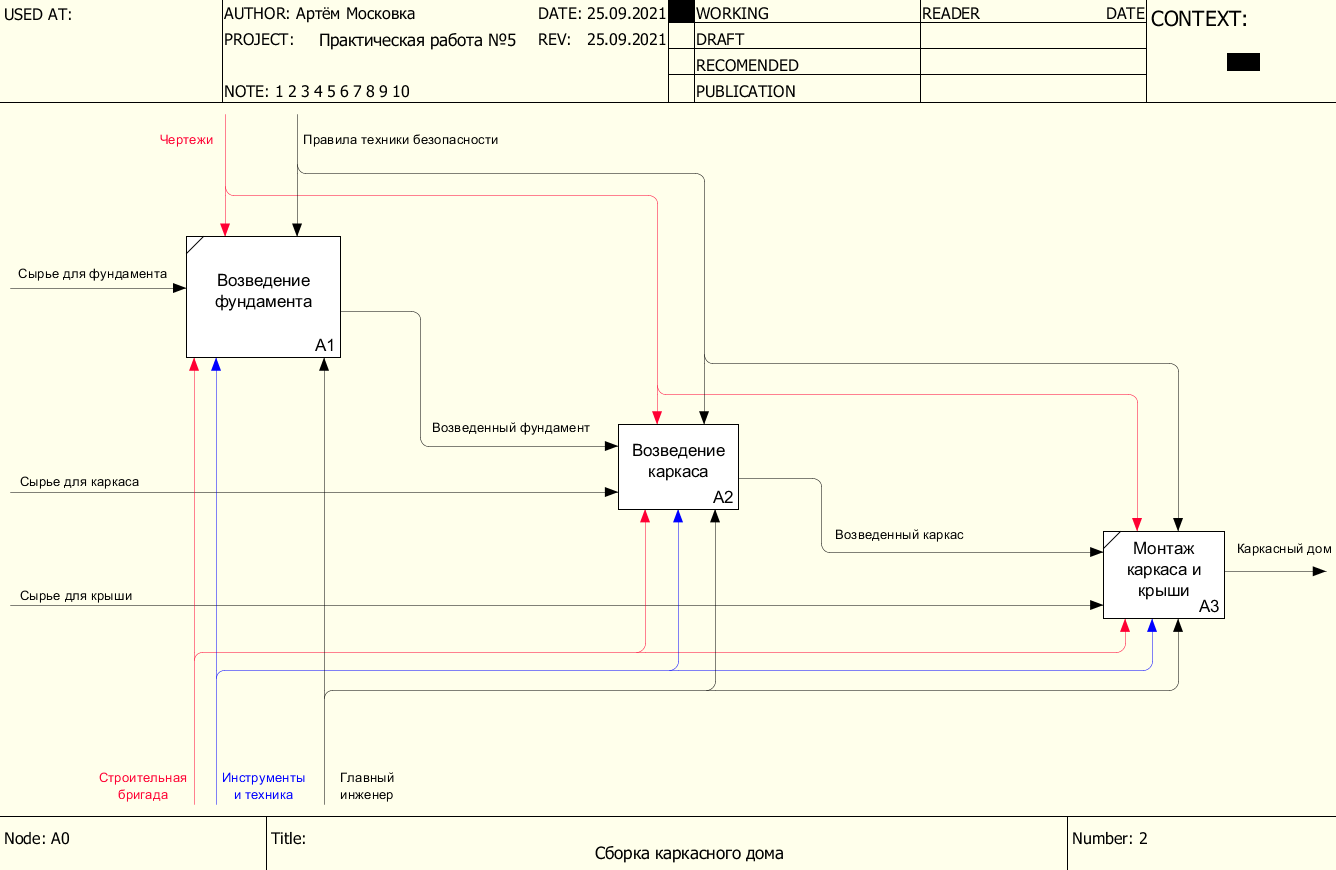 USED AT:
AUTHOR: Артём Московка
DATE: 25.09.2021
PROJECT: Практическая работа №5
REV: 25.09.2021
NOTE: 1 2 3 4 5 6 7 8 9 10
WORKING
DRAFT
RECOMENDED
PUBLICATION
READER
DATE
CONTEXT:
Чертежи
Правила техники безопасности
Сырье для фундамента
Возведение
фундамента
A1
Возведенный фундамент
Возведение
каркаса
A2
Сырье для каркаса
Возведенный каркас
Монтаж
каркаса и
крыши
A3
Каркасный дом
Сырье для крыши
Строительная
бригада
Инструменты
и техника
Главный
инженер
Node: A0
Title:
Сборка каркасного дома
Number: 2